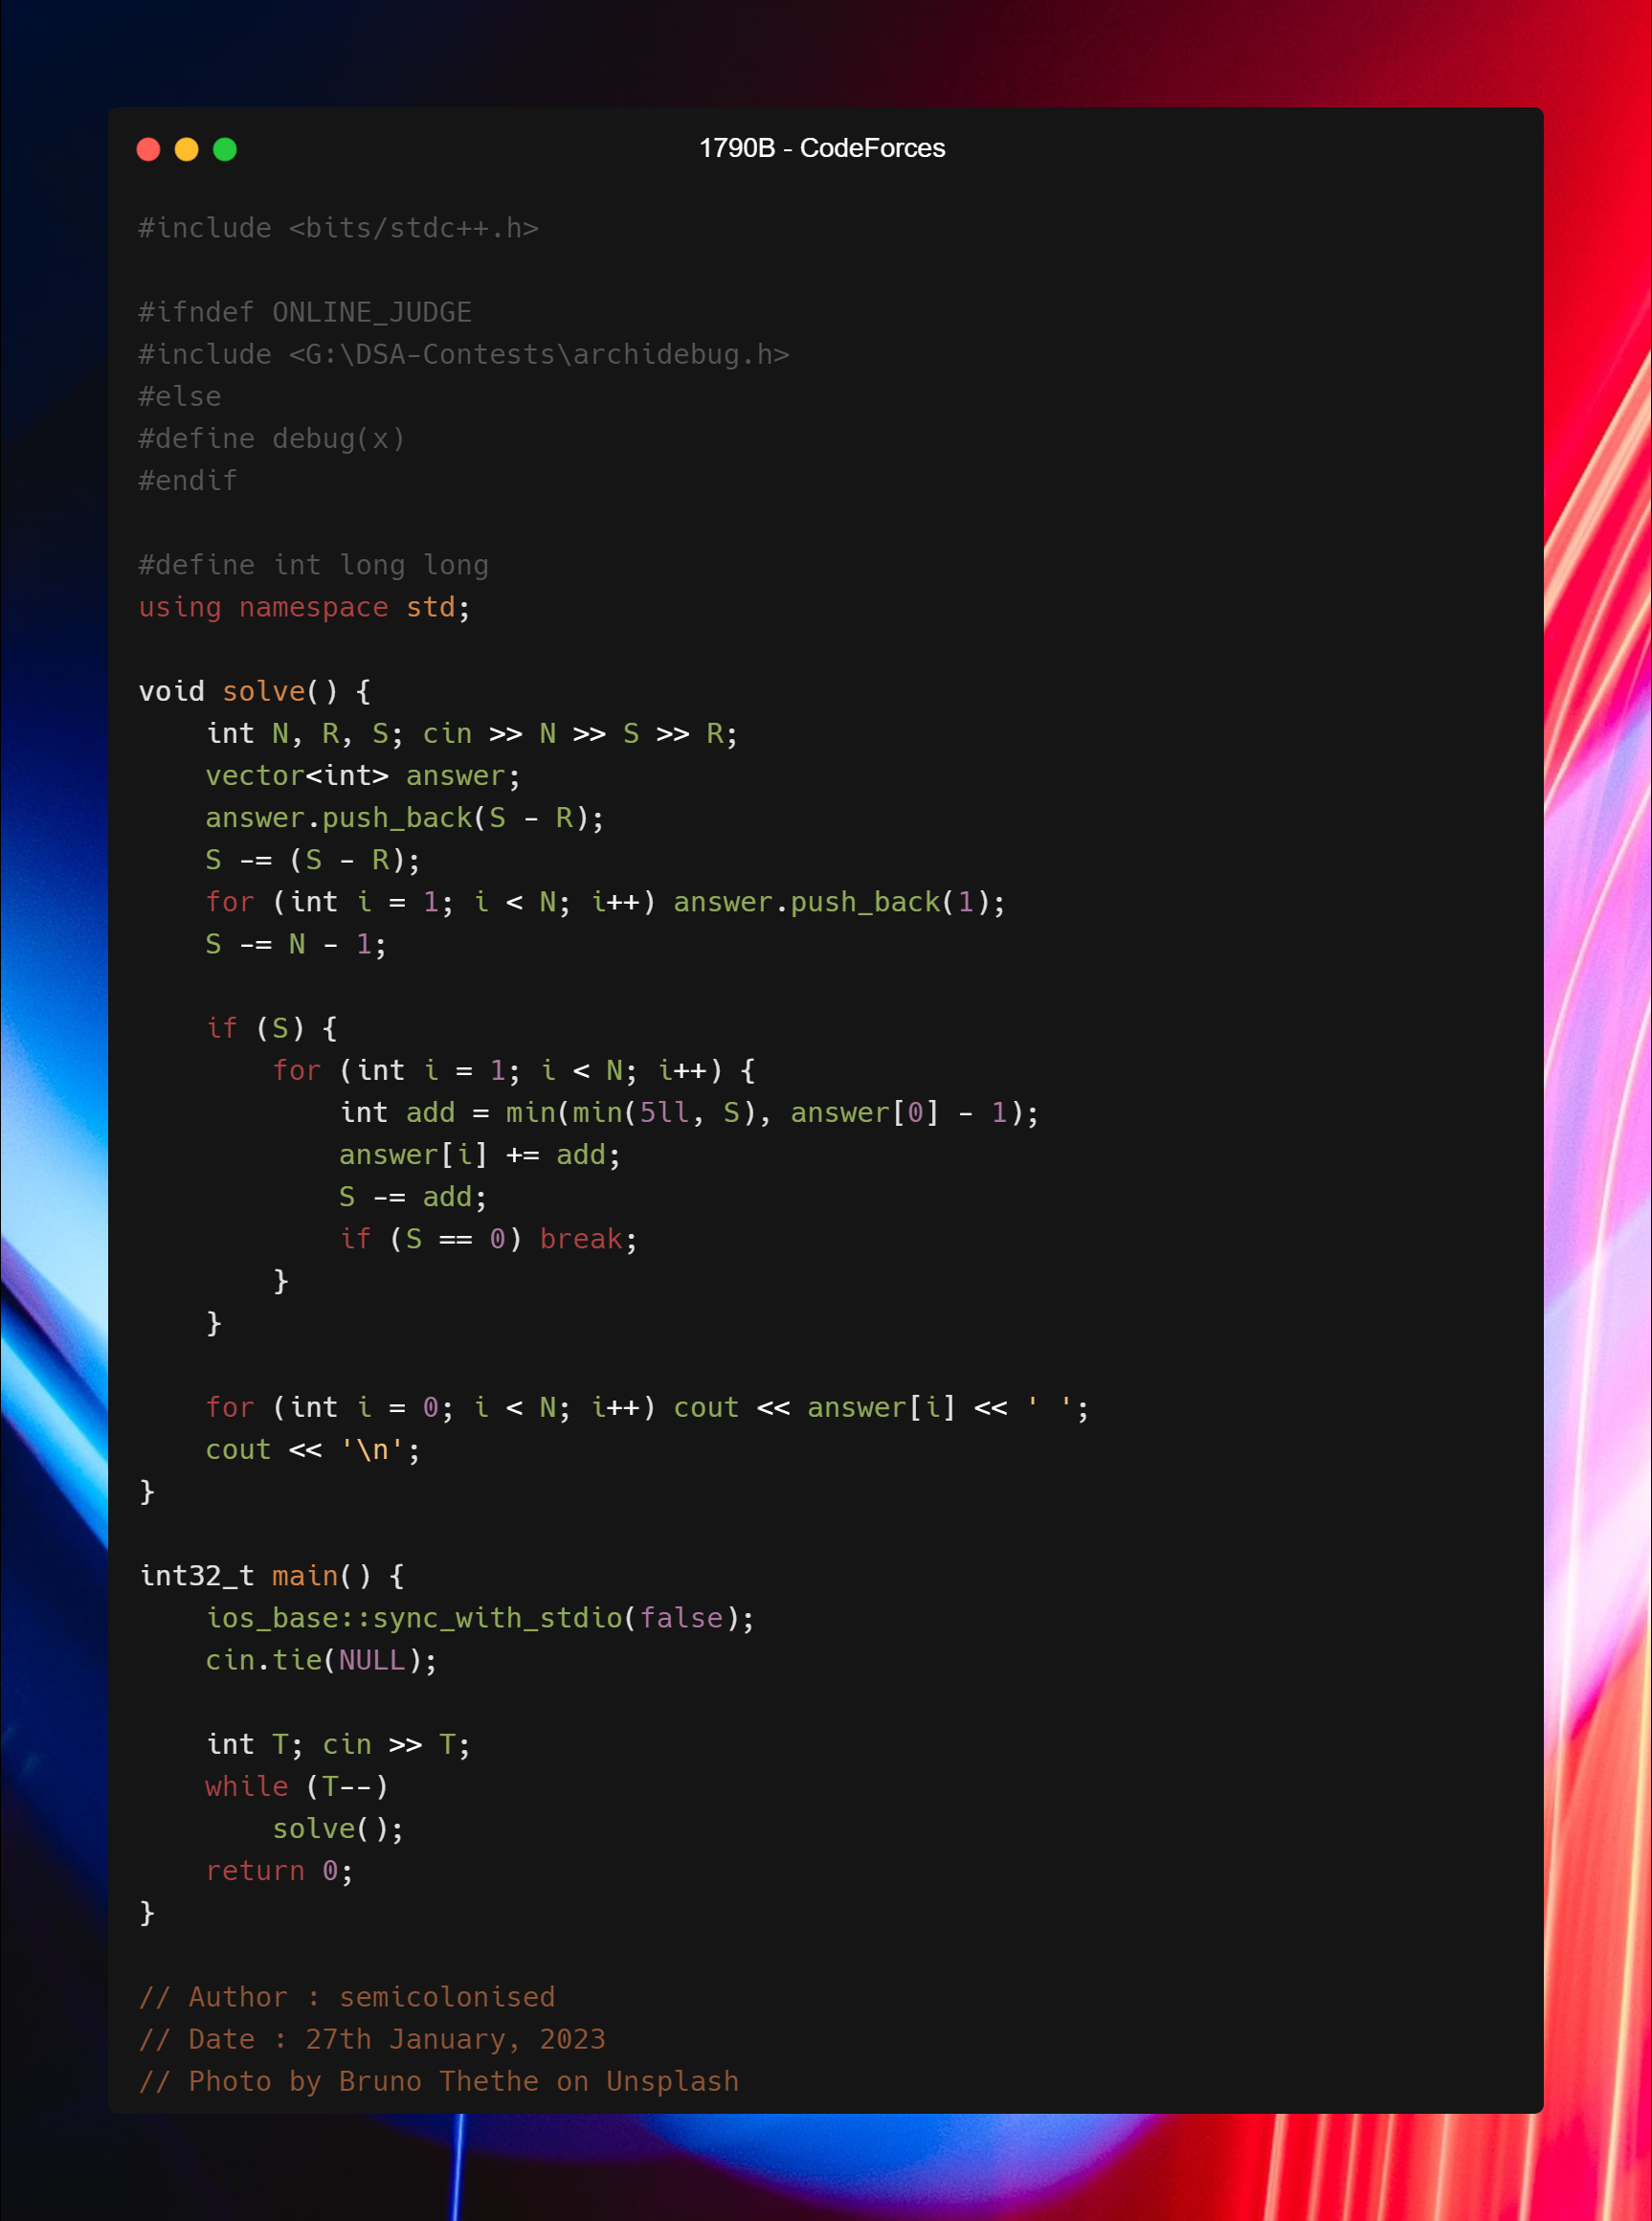 1790B - CodeForces
#include <bits/stdc++.h>
#ifndef ONLINE_JUDGE
#include <G:\DSA-Contests\archidebug.h>
#else
#define debug(x)
#endif
#define int long long
using namespace std;
void solve() {
    int N, R, S; cin >> N >> S >> R;
    vector<int> answer;
    answer.push_back(S - R);
    S -= (S - R);
    for (int i = 1; i < N; i++) answer.push_back(1);
    S -= N - 1;
    if (S) {
        for (int i = 1; i < N; i++) {
            int add = min(min(5ll, S), answer[0] - 1);
            answer[i] += add;
            S -= add;
            if (S == 0) break;
        }
    }
    for (int i = 0; i < N; i++) cout << answer[i] << ' ';
    cout << '\n';
}
int32_t main() {
    ios_base::sync_with_stdio(false);
    cin.tie(NULL);
    int T; cin >> T;
    while (T--)
        solve();
    return 0;
}
// Author : semicolonised
// Date : 27th January, 2023
// Photo by Bruno Thethe on Unsplash